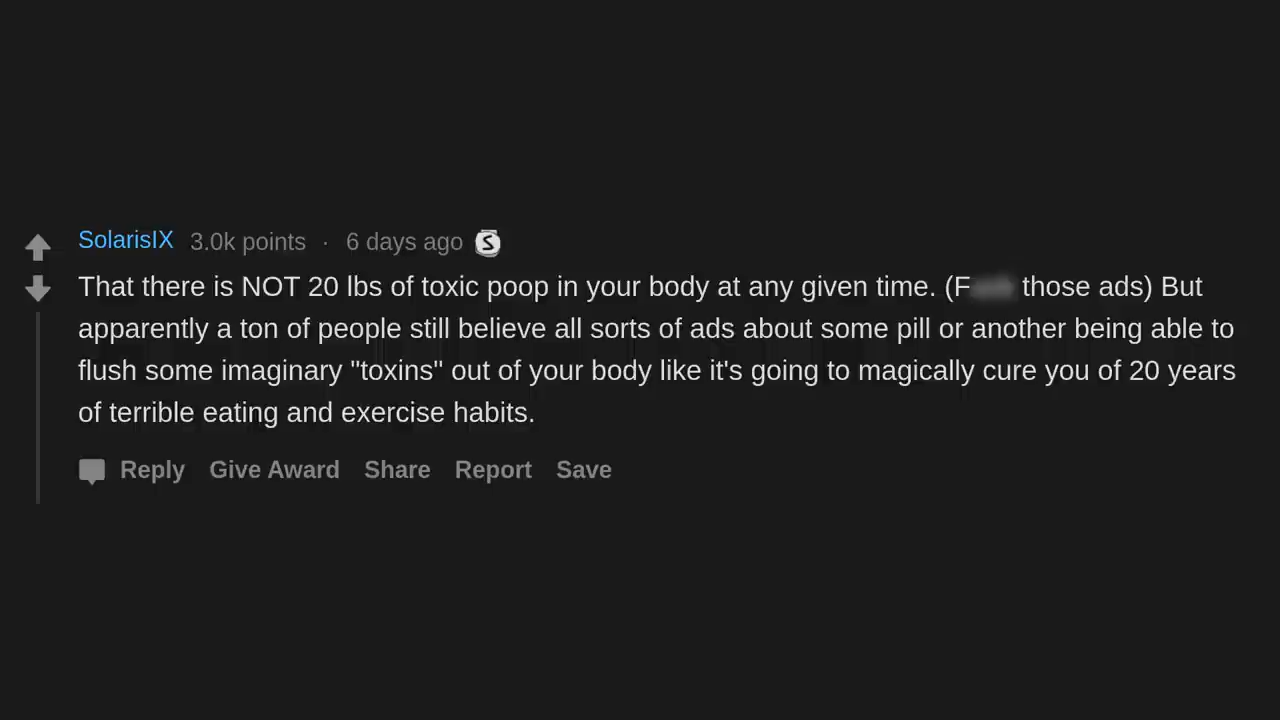 SolarisIX 3.0k points · 6 days ago S
That there is NOT 20 lbs of toxic poop in your body at any given time. (F those ads) But
apparently a ton of people still believe all sorts of ads about some pill or another being able to
flush some imaginary "toxins" out of your body like it's going to magically cure you of 20 years
of terrible eating and exercise habits.
Reply Give Award Share Report Save